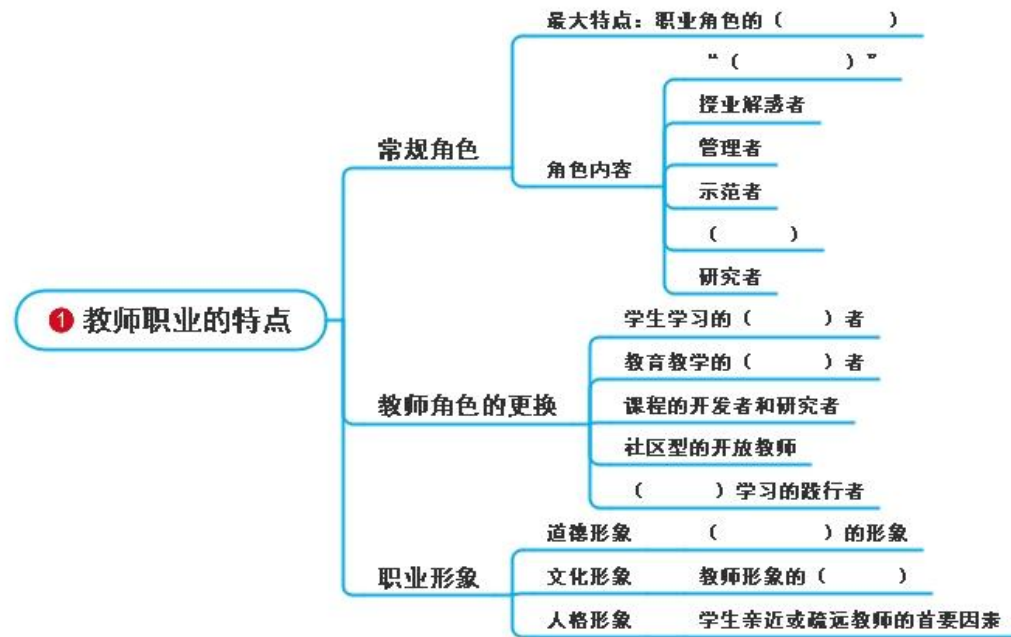 最大特点：职业角色的（　　　　）
“（　　　　）”
授业解惑者
管理者
常规角色
角色内容
示范者
（　　　）
研究者
❶ 教师职业的特点
学生学习的（　　　）者
教育教学的（　　　）者
教师角色的更换
课程的开发者和研究者
社区型的开放教师
（　　　）学习的践行者
道德形象　　（　　　　）的形象
职业形象
文化形象　　教师形象的（　　　）
人格形象　　学生亲近或疏远教师的首要因素